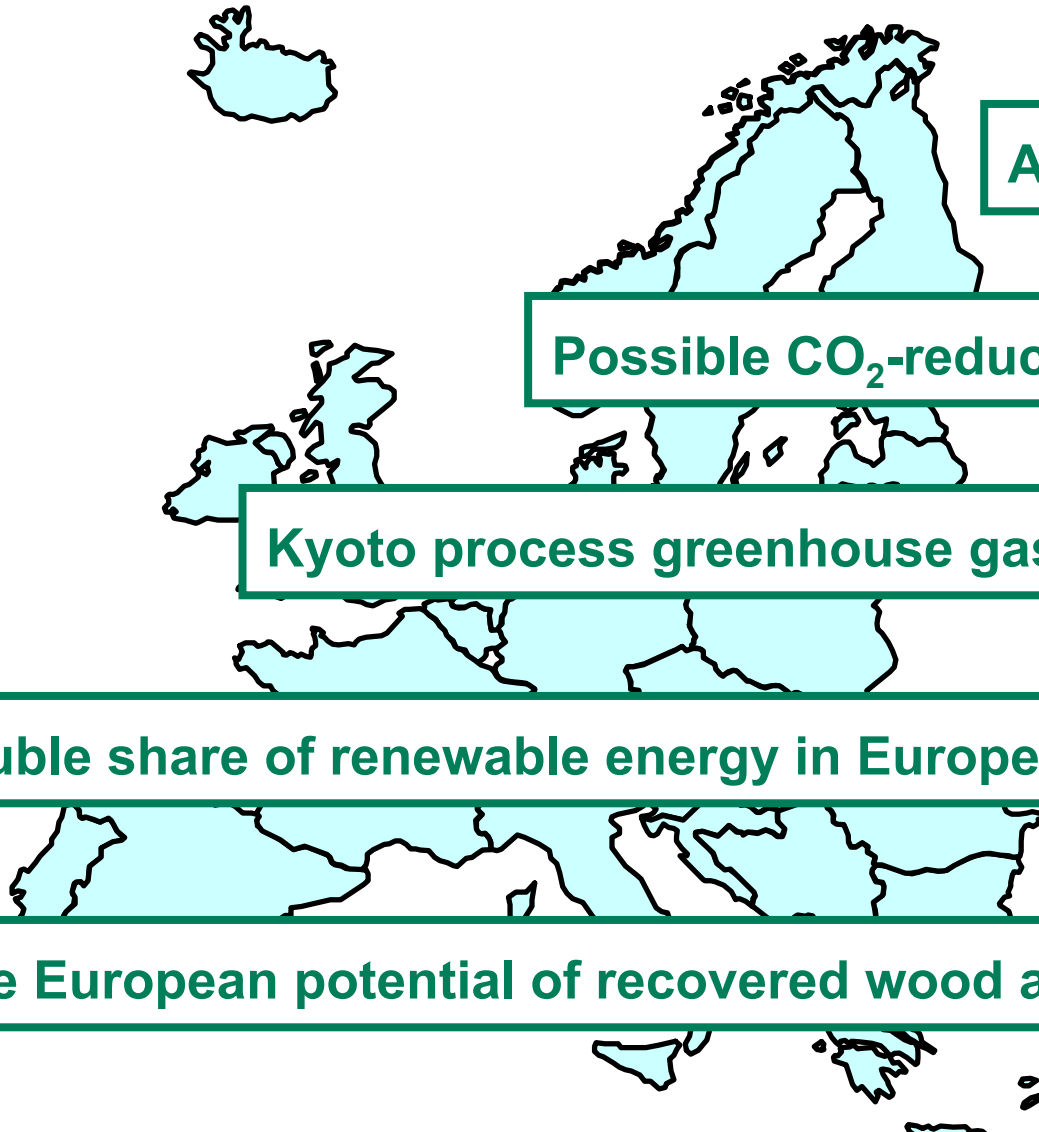 A
Possible CO₂-reduc
Kyoto process greenhouse gas
uble share of renewable energy in Europe
e European potential of recovered wood a